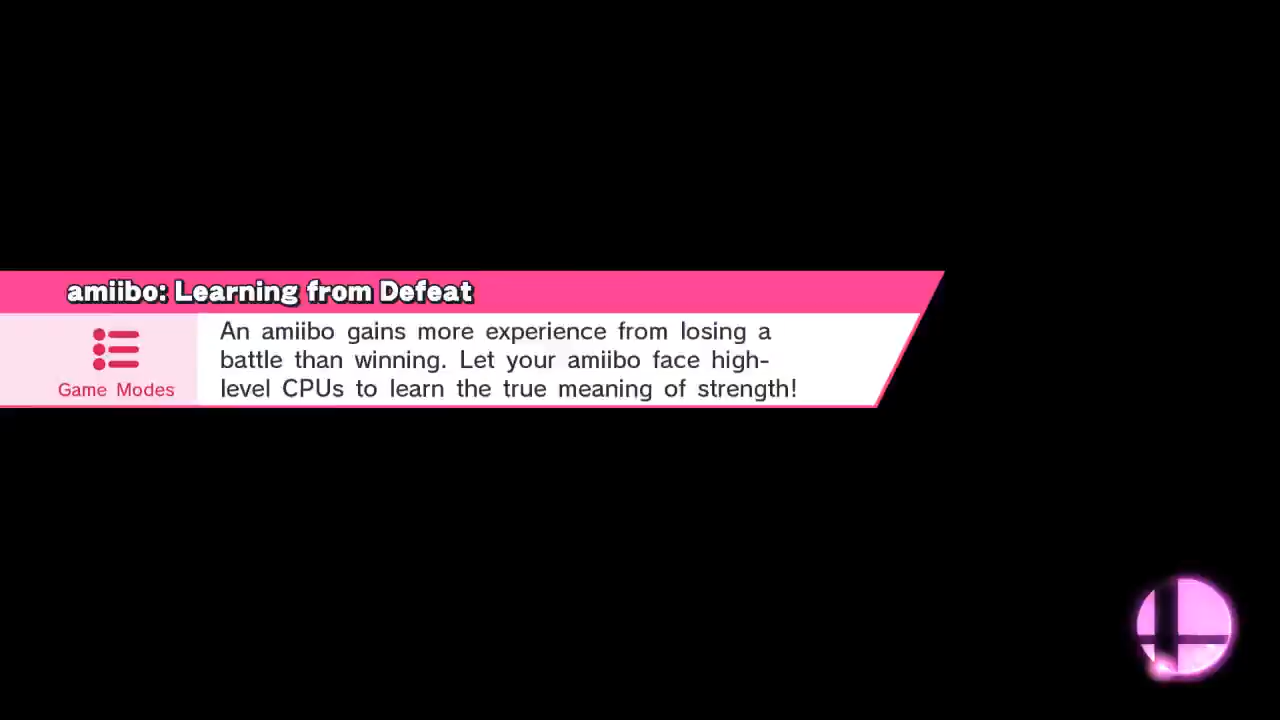 amiibo: Learning from Defeat
An amiibo gains more experience from losing a
battle than winning. Let your amiibo face high-
level CPUs to learn the true meaning of strength!
Game Modes